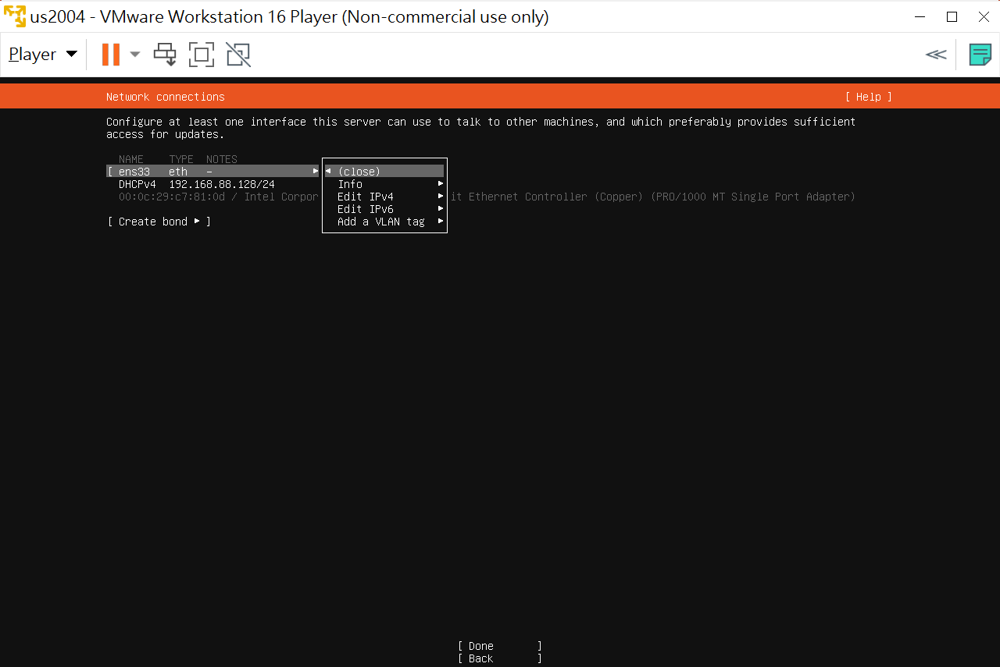 us2004 - VMware Workstation 16 Player (Non-commercial use only)
Player
Network connections [ Help ]
Configure at least one interface this server can use to talk to other machines, and which preferably provides sufficient
access for updates.
NAME TYPE NOTES
[ ens33 eth - ▸ ◂ (close)
DHCPv4 192.168.88.128/24 Info ▸
00:0c:29:c7:81:0d / Intel Corpor Edit IPv4 ▸ it Ethernet Controller (Copper) (PRO/1000 MT Single Port Adapter)
Edit IPv6 ▸
[ Create bond ▸ ] Add a VLAN tag ▸
[ Done ]
[ Back ]